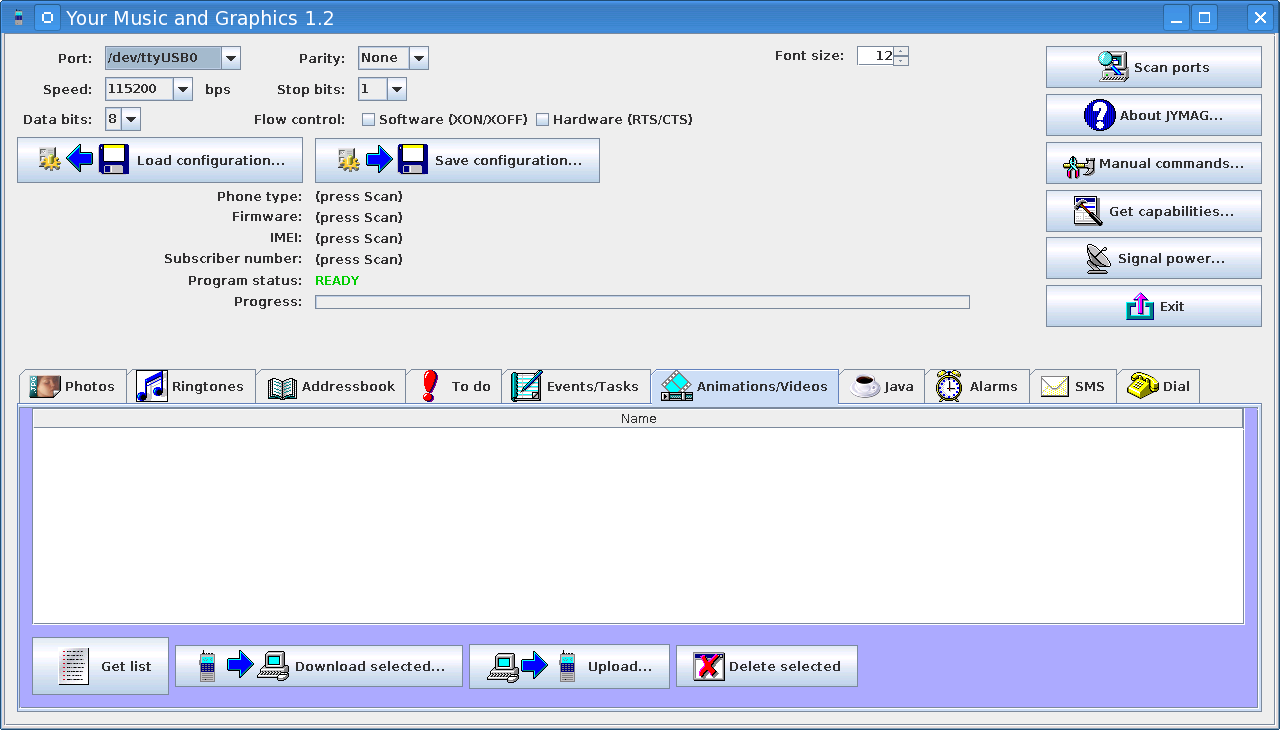 Your Music and Graphics 1.2
Port: /dev/ttyUSB0 Parity: None Font size: 12
Speed: 115200 bps Stop bits: 1
Data bits: 8 Flow control: Software (XON/XOFF) Hardware (RTS/CTS)
Load configuration... Save configuration...
Phone type: (press Scan)
Firmware: (press Scan)
IMEI: (press Scan)
Subscriber number: (press Scan)
Program status: READY
Progress:
Scan ports
About JYMAG...
Manual commands...
Get capabilities...
Signal power...
Exit
JPG Photos Ringtones Addressbook To do Events/Tasks Animations/Videos Java Alarms SMS Dial
Name
Get list Download selected... Upload... Delete selected